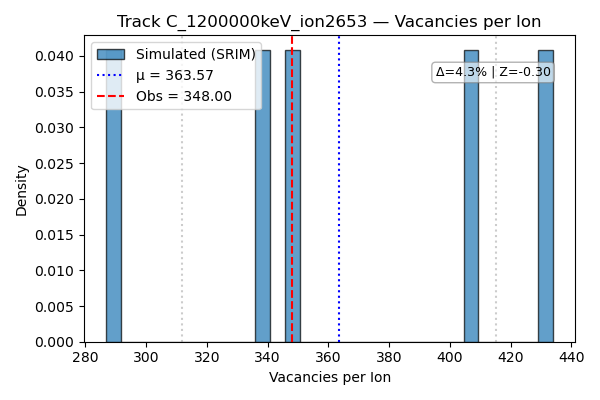 Track C_1200000keV_ion2653 — Vacancies per Ion
Simulated (SRIM)
μ = 363.57
Obs = 348.00
Δ=4.3% | Z=-0.30
Density
0.040
0.035
0.030
0.025
0.020
0.015
0.010
0.005
0.000
280 300 320 340 360 380 400 420 440
Vacancies per Ion